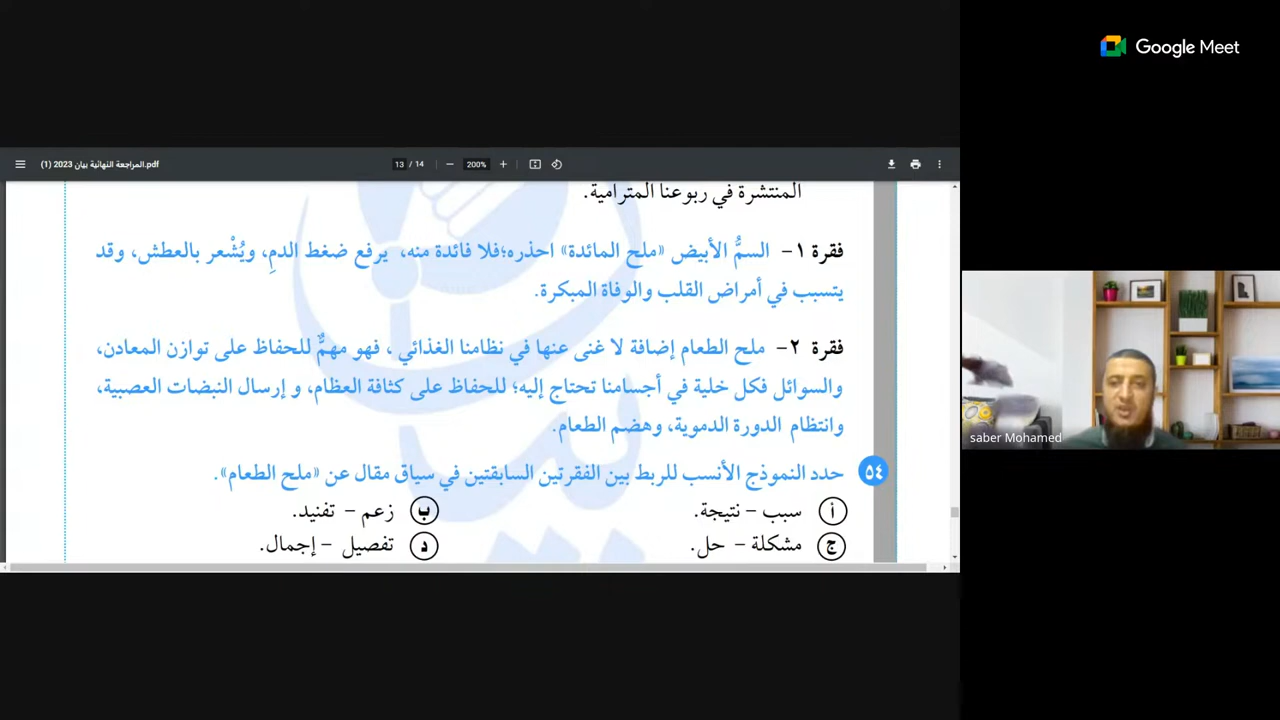 Google Meet
المراجعة النهائية بيان 2023 (1).pdf
13 / 14
200%
المنتشرة في ربوعنا المترامية.
فقرة ١- السمُّ الأبيض «ملح المائدة» احذره؛فلا فائدة منه، يرفع ضغط الدمِ، ويُشْعر بالعطش، وقد
يتسبب في أمراض القلب والوفاة المبكرة.
فقرة ٢- ملح الطعام إضافة لا غنى عنها في نظامنا الغذائي ، فهو مهمٌّ للحفاظ على توازن المعادن،
والسوائل فكل خلية في أجسامنا تحتاج إليه؛ للحفاظ على كثافة العظام، و إرسال النبضات العصبية،
وانتظام الدورة الدموية، وهضم الطعام.
٥٤ حدد النموذج الأنسب للربط بين الفقرتين السابقتين في سياق مقال عن «ملح الطعام».
أ سبب - نتيجة.
ب زعم - تفنيد.
ج مشكلة - حل.
د تفصيل - إجمال.
saber Mohamed